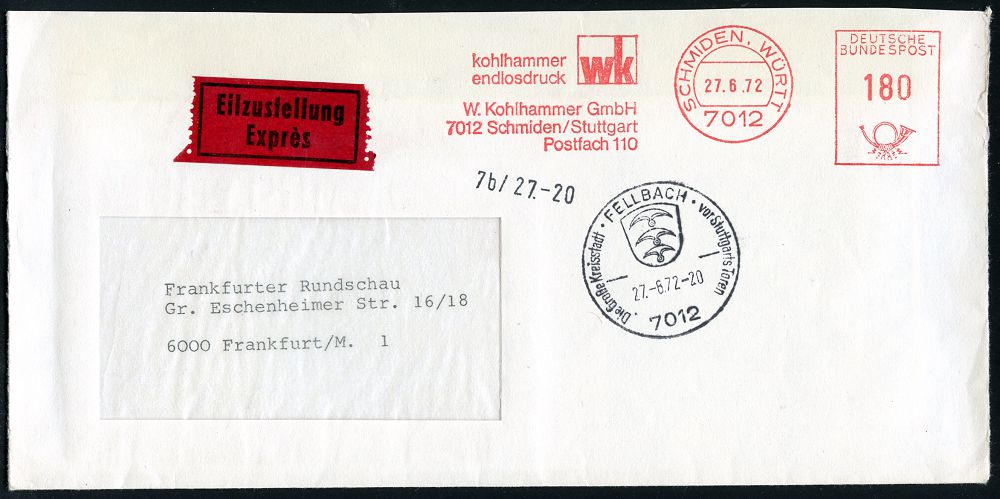 kohlhammer
endlosdruck
wk
W. Kohlhammer GmbH
7012 Schmiden/Stuttgart
Postfach 110
SCHMIDEN, WÜRTT
27.6.72
7012
DEUTSCHE
BUNDESPOST
180
Eilzustellung
Exprès
7b/27.-20
· FELLBACH · vor Stuttgarts Toren
· Die Große Kreisstadt
27.-6.72-20
7012
Frankfurter Rundschau
Gr. Eschenheimer Str. 16/18
6000 Frankfurt/M. 1